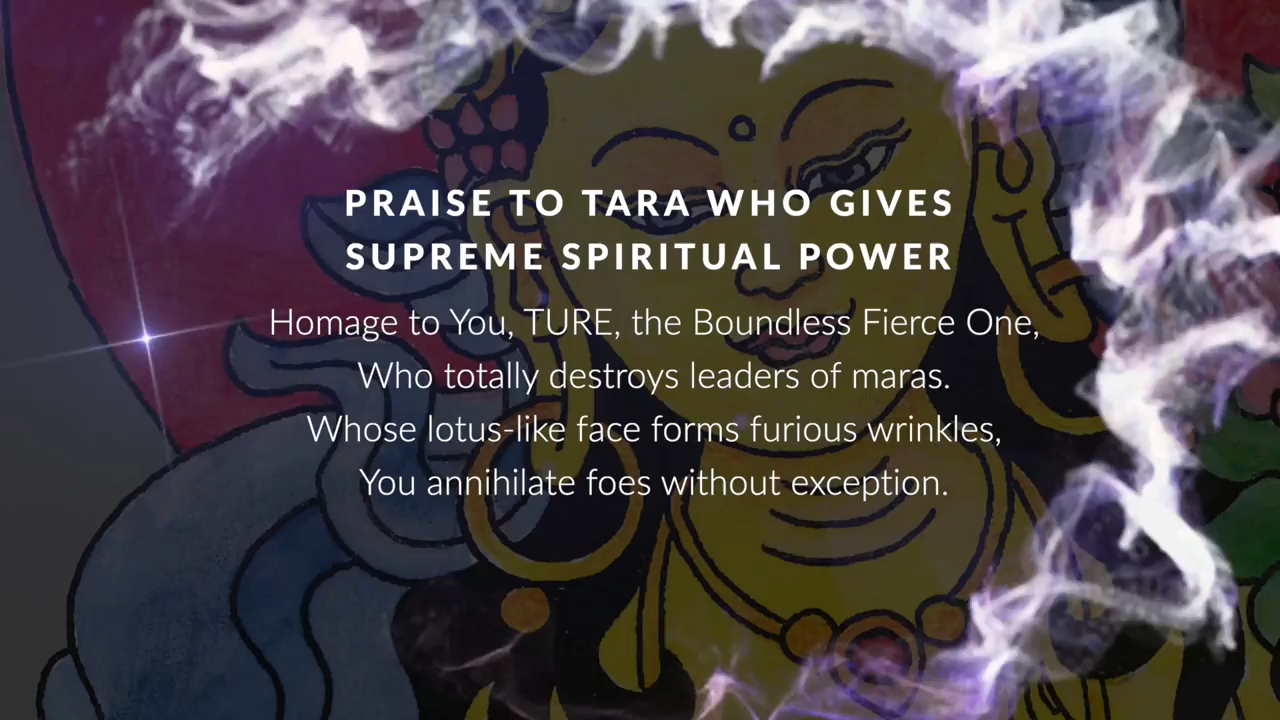 PRAISE TO TARA WHO GIVES
SUPREME SPIRITUAL POWER
Homage to You, TURE, the Boundless Fierce One,
Who totally destroys leaders of maras.
Whose lotus-like face forms furious wrinkles,
You annihilate foes without exception.